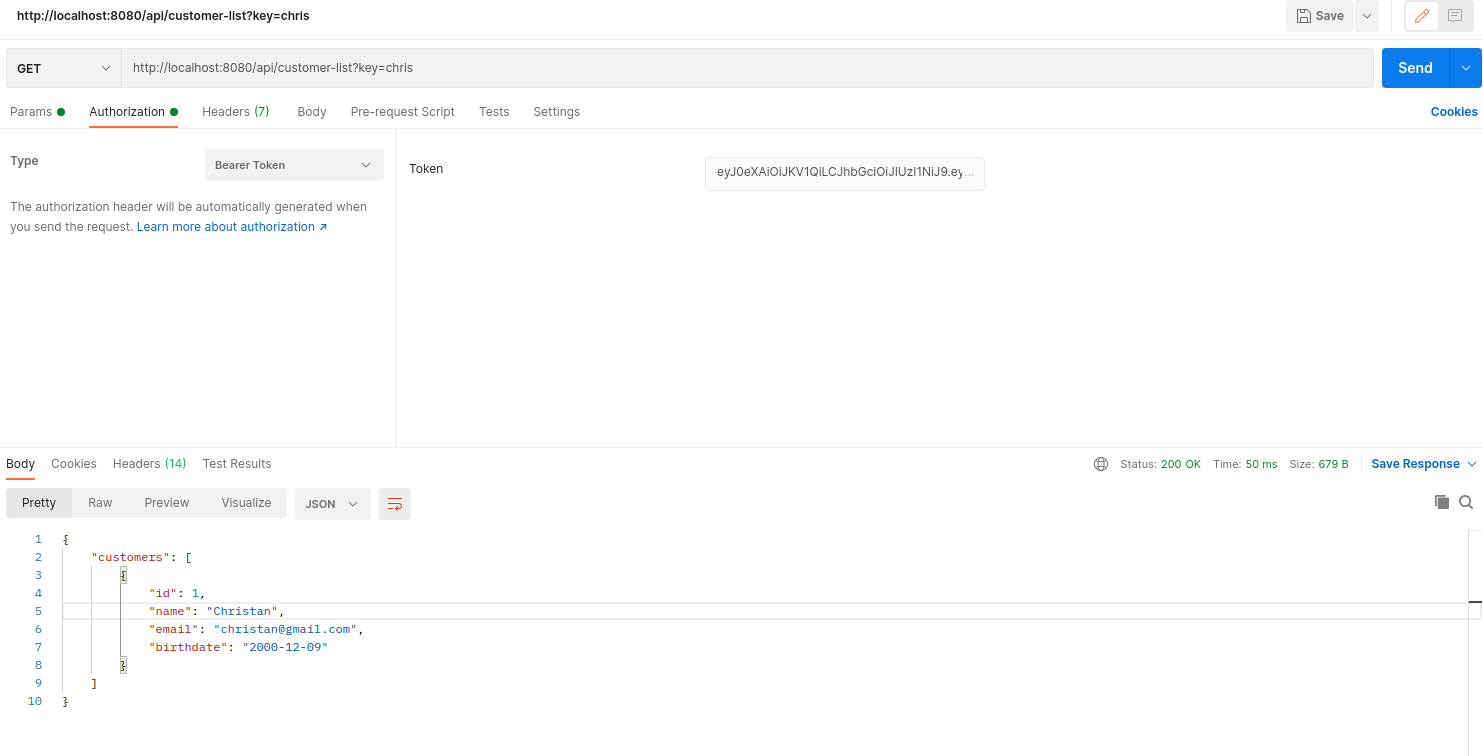 http://localhost:8080/api/customer-list?key=chris
Save
GET
http://localhost:8080/api/customer-list?key=chris
Send
Params
Authorization
Headers (7)
Body
Pre-request Script
Tests
Settings
Cookies
Type
Bearer Token
The authorization header will be automatically generated when
you send the request. Learn more about authorization ↗
Token
eyJ0eXAiOiJKV1QiLCJhbGciOiJIUzI1NiJ9.ey...
Body
Cookies
Headers (14)
Test Results
Status: 200 OK
Time: 50 ms
Size: 679 B
Save Response
Pretty
Raw
Preview
Visualize
JSON
1 {
2 "customers": [
3 {
4 "id": 1,
5 "name": "Christan",
6 "email": "christan@gmail.com",
7 "birthdate": "2000-12-09"
8 }
9 ]
10 }